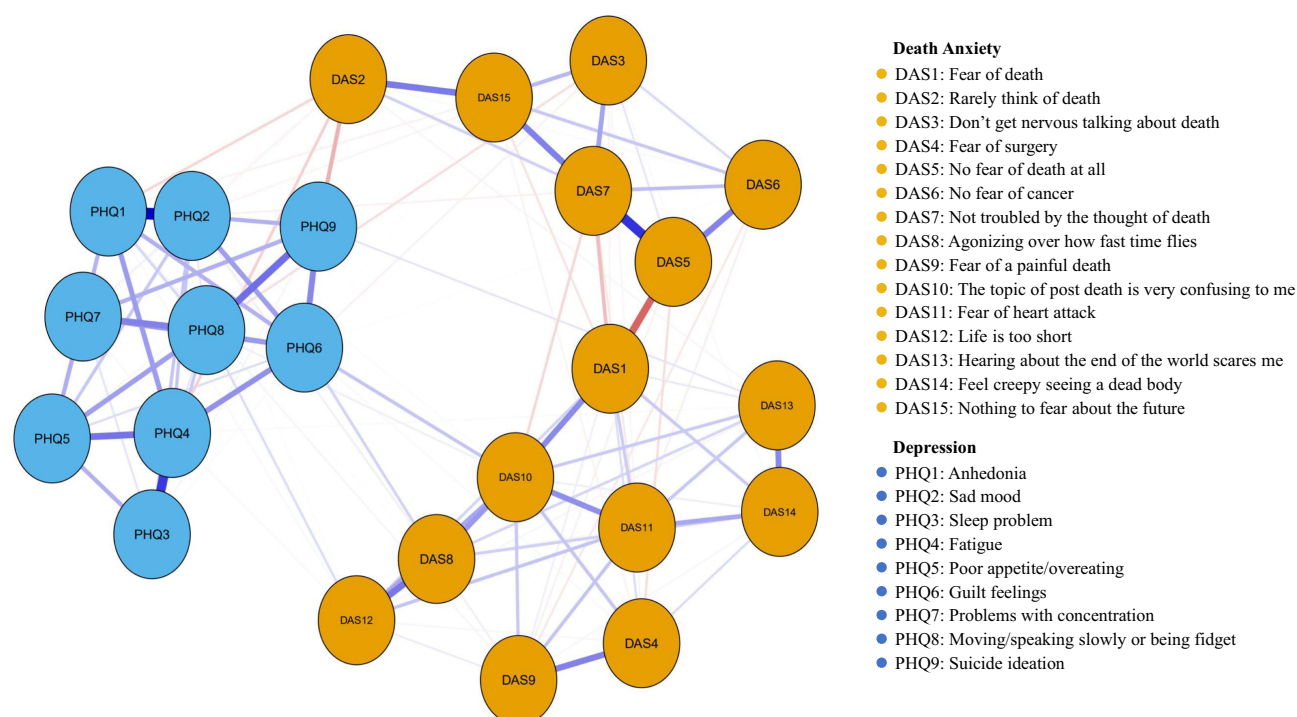 DAS3
DAS2
DAS15
DAS7
DAS6
PHQ1
PHQ2
PHQ9
DAS5
PHQ7
PHQ8
PHQ6
DAS1
DAS13
PHQ5
PHQ4
DAS10
DAS14
PHQ3
DAS11
DAS8
DAS12
DAS4
DAS9
Death Anxiety
DAS1: Fear of death
DAS2: Rarely think of death
DAS3: Don't get nervous talking about death
DAS4: Fear of surgery
DAS5: No fear of death at all
DAS6: No fear of cancer
DAS7: Not troubled by the thought of death
DAS8: Agonizing over how fast time flies
DAS9: Fear of a painful death
DAS10: The topic of post death is very confusing to me
DAS11: Fear of heart attack
DAS12: Life is too short
DAS13: Hearing about the end of the world scares me
DAS14: Feel creepy seeing a dead body
DAS15: Nothing to fear about the future
Depression
PHQ1: Anhedonia
PHQ2: Sad mood
PHQ3: Sleep problem
PHQ4: Fatigue
PHQ5: Poor appetite/overeating
PHQ6: Guilt feelings
PHQ7: Problems with concentration
PHQ8: Moving/speaking slowly or being fidget
PHQ9: Suicide ideation